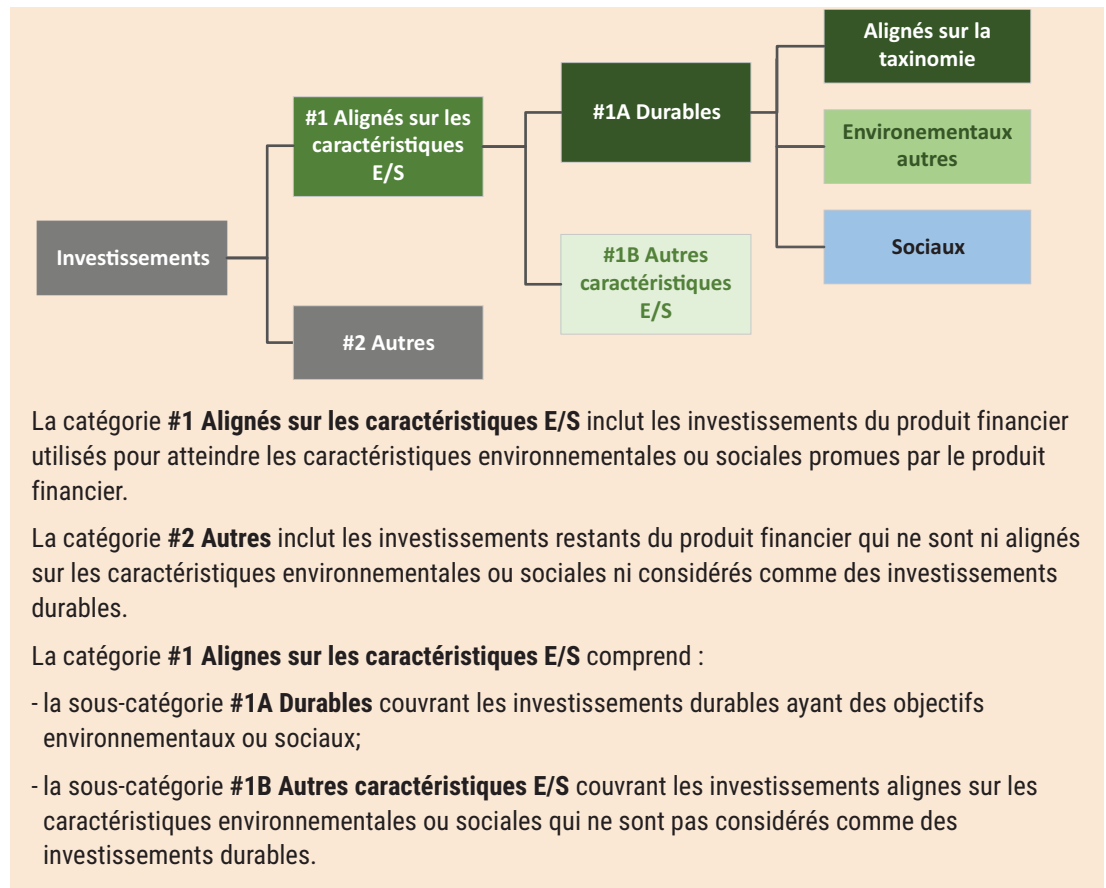 Alignés sur la
taxinomie
#1A Durables
#1 Alignés sur les
caractéristiques
E/S
Environementaux
autres
Investissements
#1B Autres
caractéristiques
E/S
Sociaux
#2 Autres
La catégorie #1 Alignés sur les caractéristiques E/S inclut les investissements du produit financier
utilisés pour atteindre les caractéristiques environnementales ou sociales promues par le produit
financier.
La catégorie #2 Autres inclut les investissements restants du produit financier qui ne sont ni alignés
sur les caractéristiques environnementales ou sociales ni considérés comme des investissements
durables.
La catégorie #1 Alignes sur les caractéristiques E/S comprend :
- la sous-catégorie #1A Durables couvrant les investissements durables ayant des objectifs
environnementaux ou sociaux;
- la sous-catégorie #1B Autres caractéristiques E/S couvrant les investissements alignes sur les
caractéristiques environnementales ou sociales qui ne sont pas considérés comme des
investissements durables.